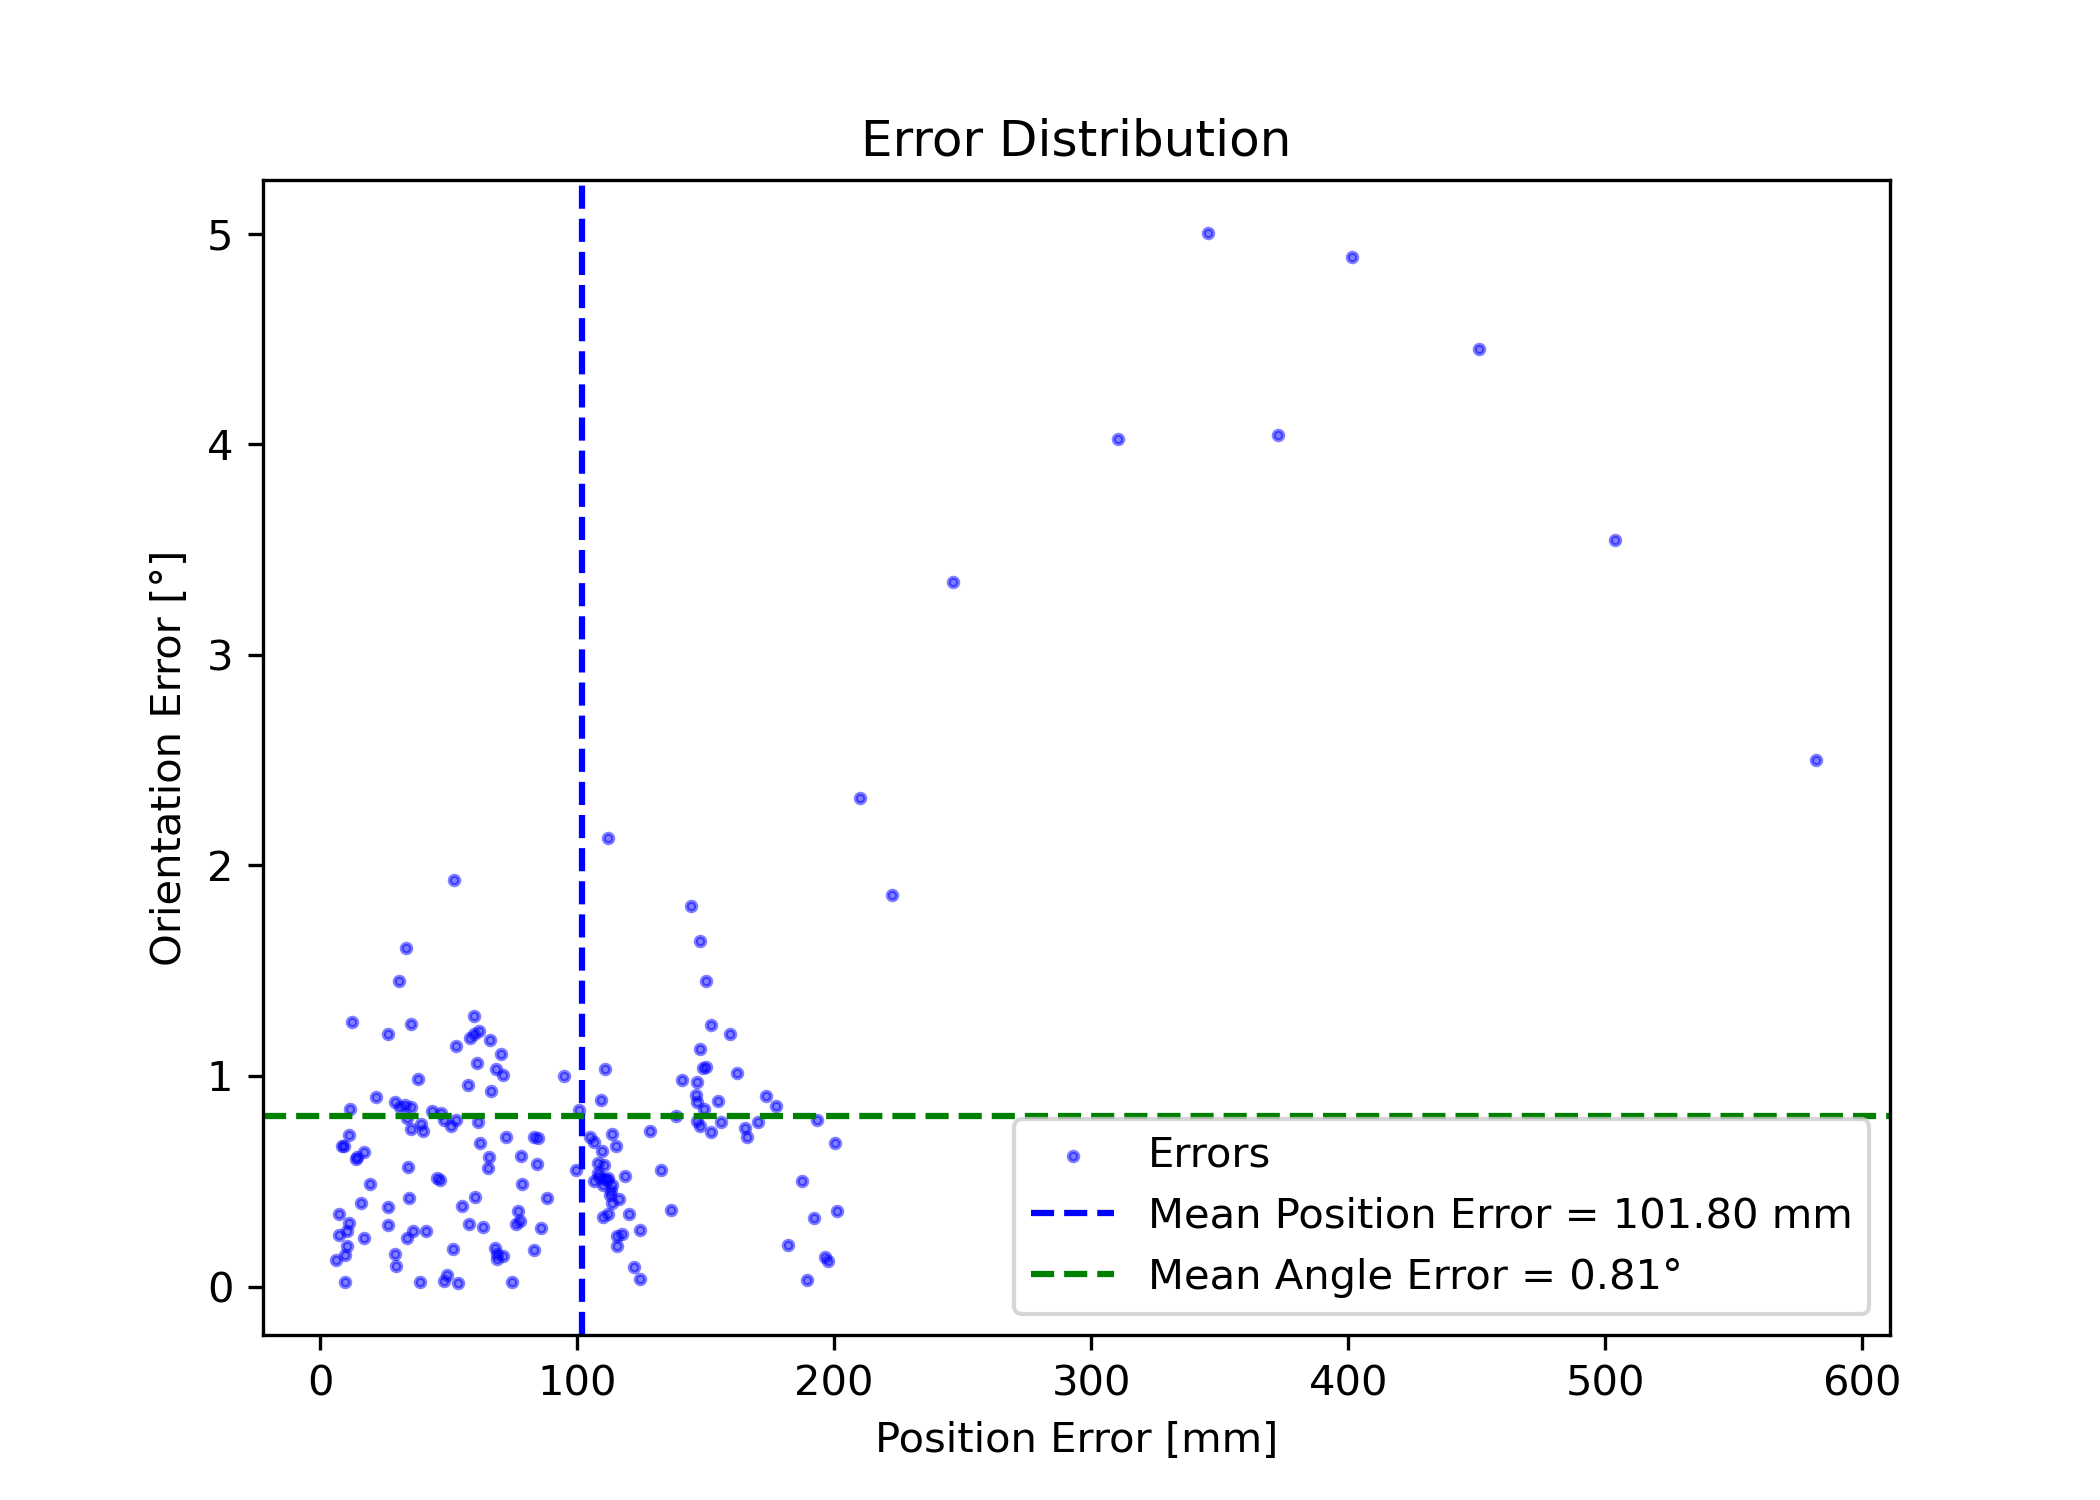 Error Distribution
5
4
3
2
1
0
Orientation Error [°]
Errors
Mean Position Error = 101.80 mm
Mean Angle Error = 0.81°
0 100 200 300 400 500 600
Position Error [mm]